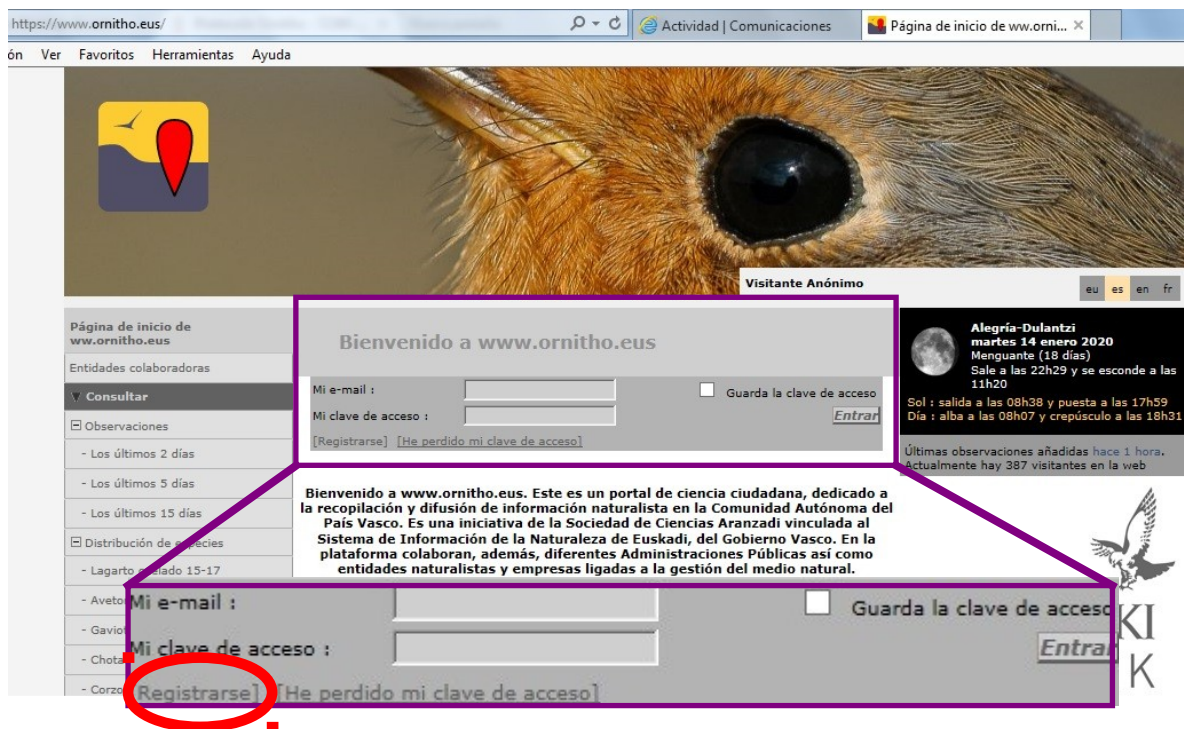 https://www.ornitho.eus/
Actividad | Comunicaciones
Página de inicio de ww.orni...
ón Ver Favoritos Herramientas Ayuda
Visitante Anónimo
eu es en fr
Página de inicio de
ww.ornitho.eus
Entidades colaboradoras
Consultar
Observaciones
- Los últimos 2 días
- Los últimos 5 días
- Los últimos 15 días
Distribución de especies
- Lagarto 15-17
Bienvenido a www.ornitho.eus
Mi e-mail :
Guarda la clave de acceso
Mi clave de acceso :
Entrar
[Registrarse] [He perdido mi clave de acceso]
Alegría-Dulantzi
martes 14 enero 2020
Menguante (18 días)
Sale a las 22h29 y se esconde a las
11h20
Sol : salida a las 08h38 y puesta a las 17h59
Día : alba a las 08h07 y crepúsculo a las 18h31
Últimas observaciones añadidas hace 1 hora.
Actualmente hay 387 visitantes en la web
Bienvenido a www.ornitho.eus. Este es un portal de ciencia ciudadana, dedicado a
la recopilación y difusión de información naturalista en la Comunidad Autónoma del
País Vasco. Es una iniciativa de la Sociedad de Ciencias Aranzadi vinculada al
Sistema de Información de la Naturaleza de Euskadi, del Gobierno Vasco. En la
plataforma colaboran, además, diferentes Administraciones Públicas así como
entidades naturalistas y empresas ligadas a la gestión del medio natural.
- Aveto
- Gaviot
- Chota
- Corzo
Mi e-mail :
Guarda la clave de acceso
Mi clave de acceso :
Entrar
[Registrarse] [He perdido mi clave de acceso]
KI
K